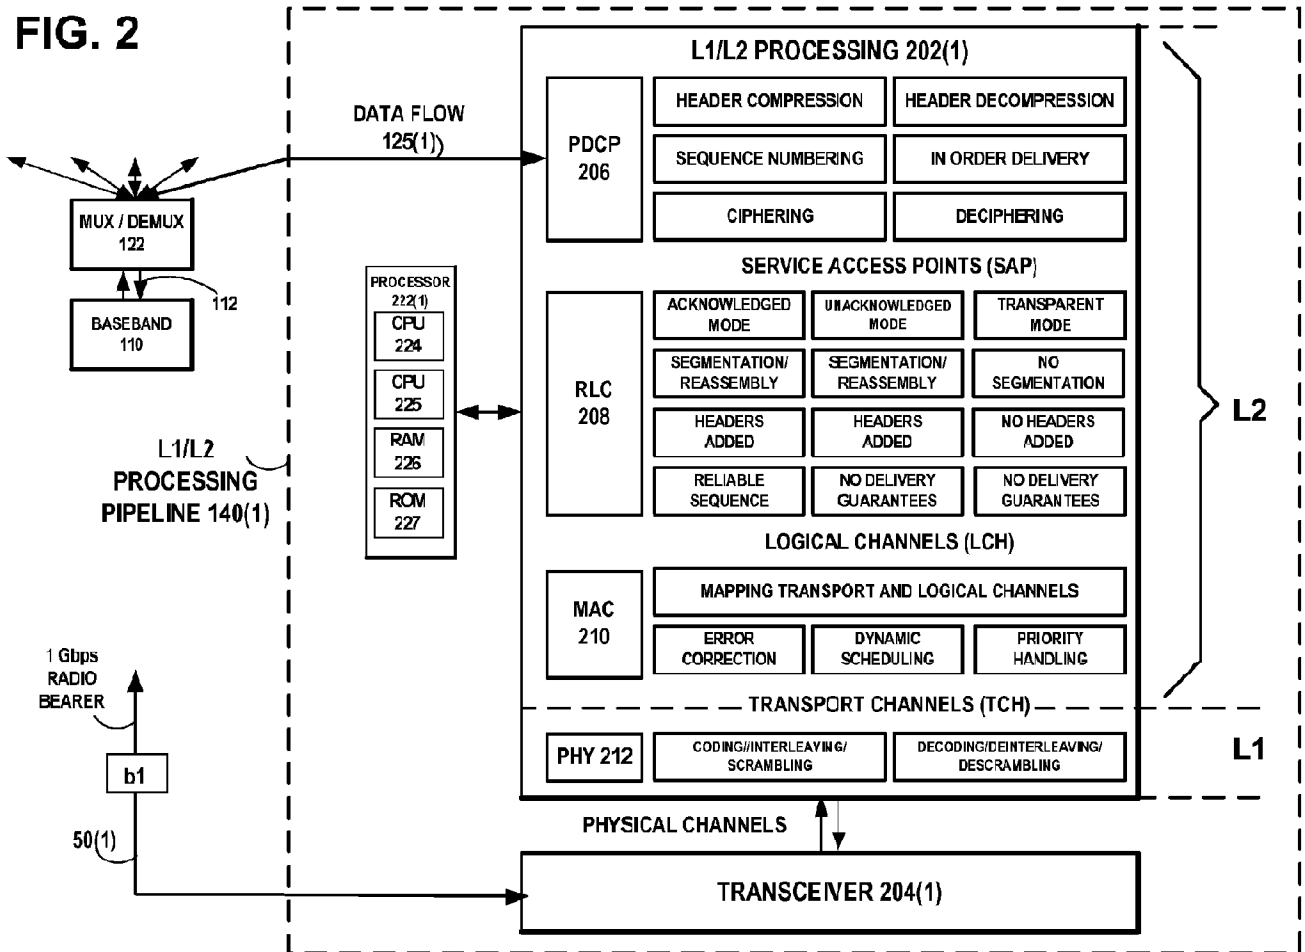 FIG. 2
L1/L2 PROCESSING 202(1)
DATA FLOW
125(1)
PDCP
206
HEADER COMPRESSION
HEADER DECOMPRESSION
SEQUENCE NUMBERING
IN ORDER DELIVERY
CIPHERING
DECIPHERING
MUX / DEMUX
122
112
BASEBAND
110
SERVICE ACCESS POINTS (SAP)
PROCESSOR
222(1)
CPU
224
CPU
225
RAM
226
ROM
227
RLC
208
ACKNOWLEDGED
MODE
UNACKNOWLEDGED
MODE
TRANSPARENT
MODE
SEGMENTATION/
REASSEMBLY
SEGMENTATION/
REASSEMBLY
NO
SEGMENTATION
HEADERS
ADDED
HEADERS
ADDED
NO HEADERS
ADDED
RELIABLE
SEQUENCE
NO DELIVERY
GUARANTEES
NO DELIVERY
GUARANTEES
L2
L1/L2
PROCESSING
PIPELINE 140(1)
LOGICAL CHANNELS (LCH)
MAC
210
MAPPING TRANSPORT AND LOGICAL CHANNELS
ERROR
CORRECTION
DYNAMIC
SCHEDULING
PRIORITY
HANDLING
TRANSPORT CHANNELS (TCH)
1 Gbps
RADIO
BEARER
b1
50(1)
PHY 212
CODING//INTERLEAVING/
SCRAMBLING
DECODING/DEINTERLEAVING/
DESCRAMBLING
L1
PHYSICAL CHANNELS
TRANSCEIVER 204(1)